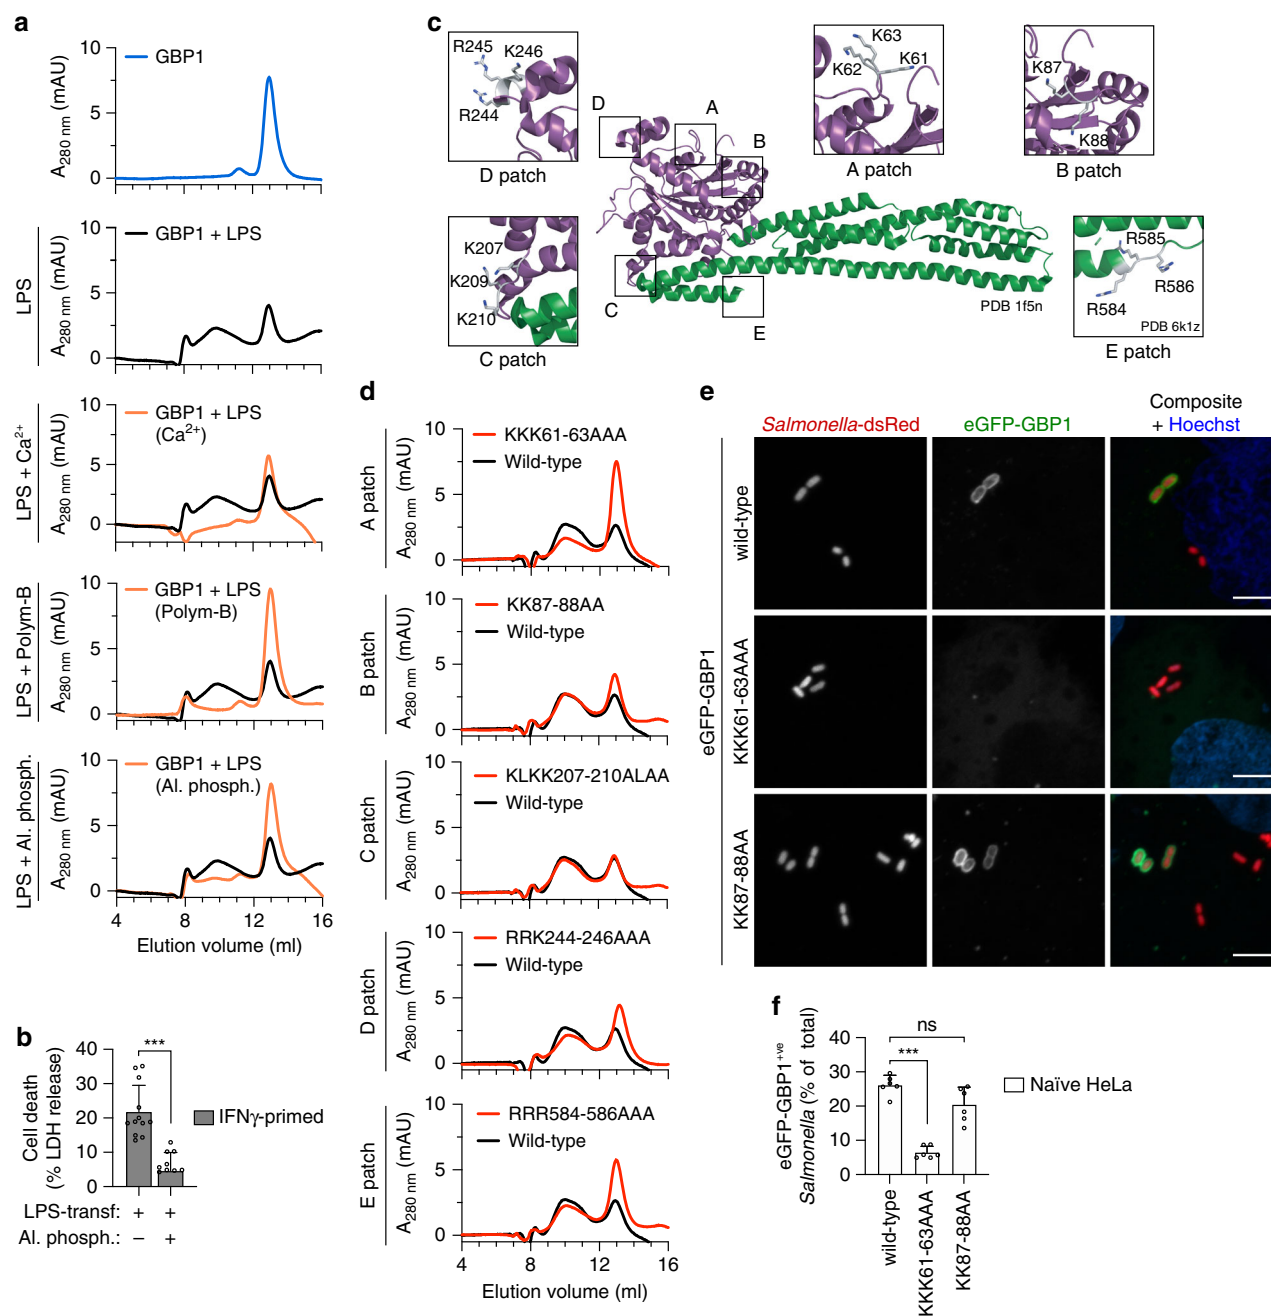 a
10
5
0
A280 nm (mAU)
GBP1
LPS
10
5
0
A280 nm (mAU)
GBP1 + LPS
LPS + Ca2+
10
5
0
A280 nm (mAU)
GBP1 + LPS
(Ca2+)
LPS + Polym-B
10
5
0
A280 nm (mAU)
GBP1 + LPS
(Polym-B)
LPS + Al. phosph.
10
5
0
A280 nm (mAU)
GBP1 + LPS
(Al. phosph.)
4 8 12 16
Elution volume (ml)
b
Cell death
(% LDH release)
40
30
20
10
0
***
IFNγ-primed
LPS-transf: + +
Al. phosph.: – +
c
R245
K246
R244
D patch
K207
K209
K210
C patch
D
A
B
C
E
PDB 1f5n
K63
K62
K61
A patch
K87
K88
B patch
R585
R586
R584
PDB 6k1z
E patch
d
A patch
10
5
0
A280 nm (mAU)
KKK61-63AAA
Wild-type
4 8 12 16
B patch
10
5
0
A280 nm (mAU)
KK87-88AA
Wild-type
C patch
10
5
0
A280 nm (mAU)
KLKK207-210ALAA
Wild-type
D patch
10
5
0
A280 nm (mAU)
RRK244-246AAA
Wild-type
E patch
10
5
0
A280 nm (mAU)
RRR584-586AAA
Wild-type
4 8 12 16
Elution volume (ml)
e
Salmonella-dsRed
eGFP-GBP1
Composite
+ Hoechst
eGFP-GBP1
wild-type
KKK61-63AAA
KK87-88AA
f
eGFP-GBP1+ve
Salmonella (% of total)
40
30
20
10
0
ns
***
Naïve HeLa
wild-type
KKK61-63AAA
KK87-88AA